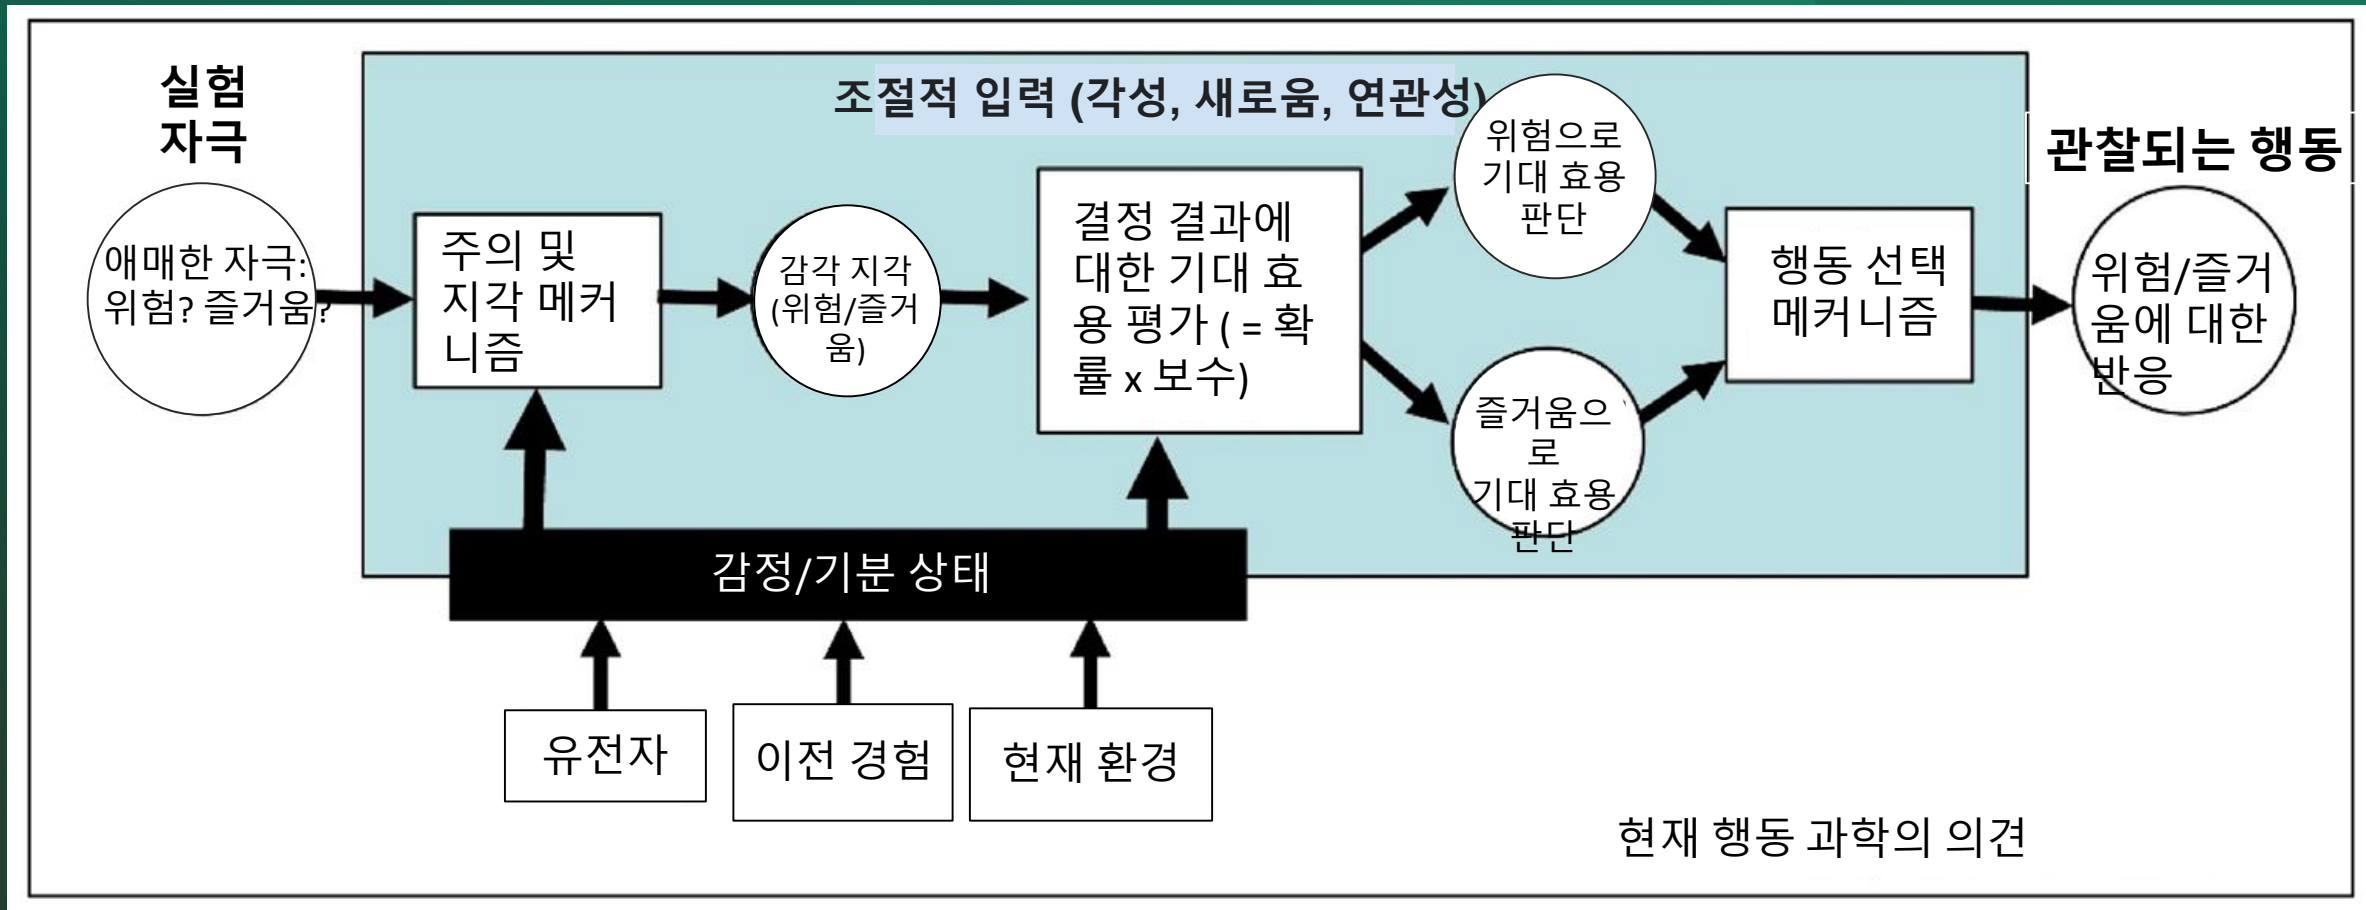 실험
자극
조절적 입력 (각성, 새로움, 연관성)
관찰되는 행동
애매한 자극:
위험? 즐거움?
주의 및
지각 메커
니즘
감각 지각
(위험/즐거
움)
결정 결과에
대한 기대 효
용 평가 ( = 확
률 x 보수)
위험으로
기대 효용
판단
즐거움으
로
기대 효용
판단
행동 선택
메커니즘
위험/즐거
움에 대한
반응
감정/기분 상태
유전자
이전 경험
현재 환경
현재 행동 과학의 의견